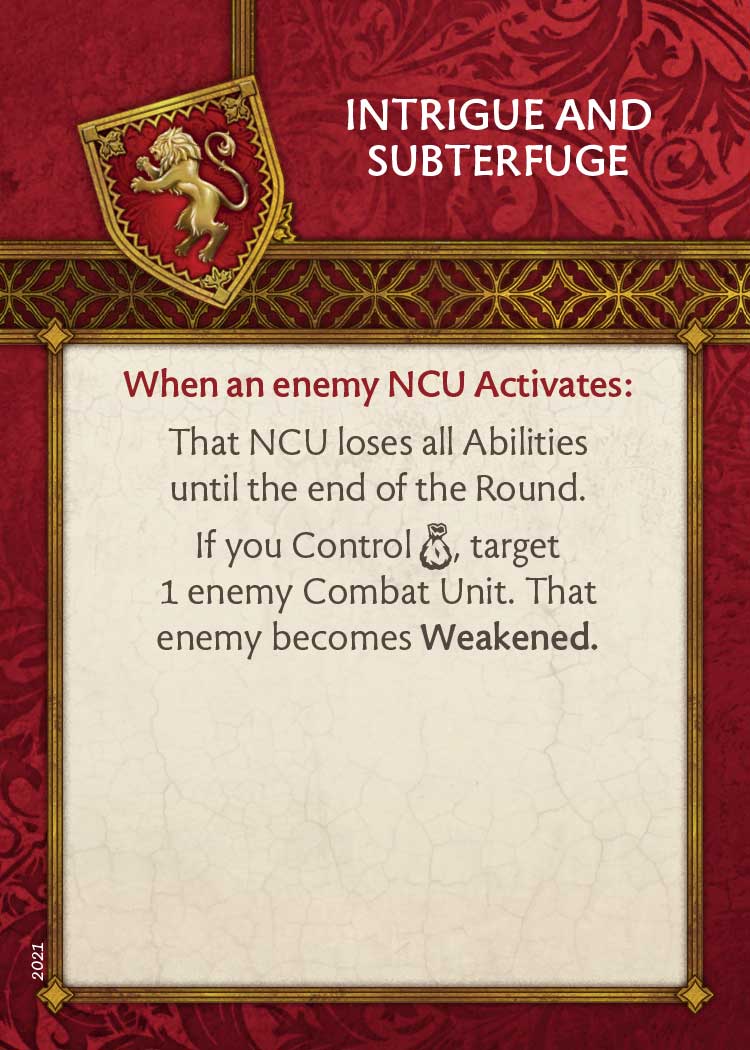 INTRIGUE AND
SUBTERFUGE
When an enemy NCU Activates:
That NCU loses all Abilities
until the end of the Round.
If you Control , target
1 enemy Combat Unit. That
enemy becomes Weakened.
2021